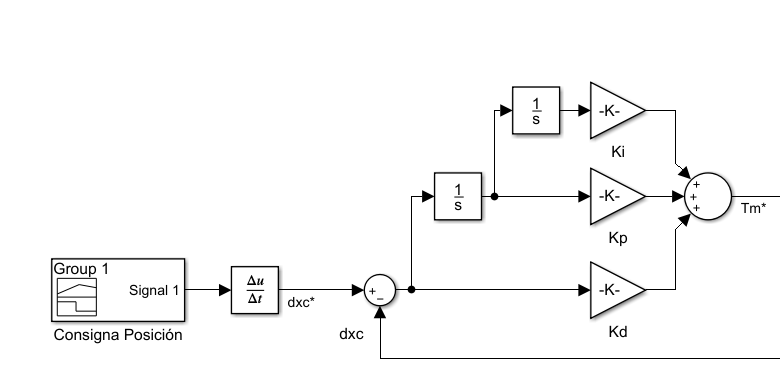 1
s
-K-
Ki
1
s
-K-
Kp
+
+
+
Tm*
Group 1
Signal 1
Consigna Posición
Δu
Δt
dxc*
+
−
dxc
-K-
Kd